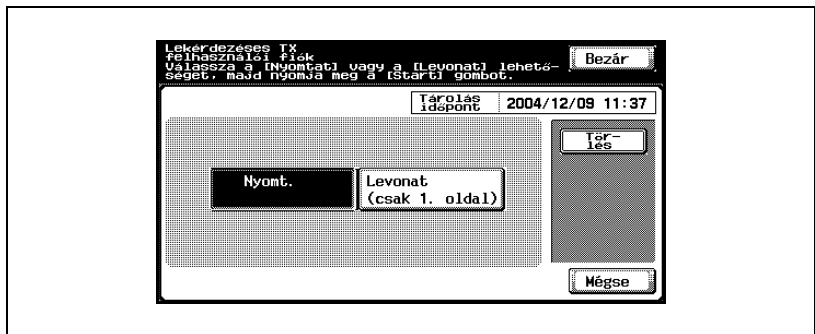 Lekérdezéses TX
felhasználói fiók
Válassza a [Nyomtat] vagy a [Levonat] lehető-
séget, majd nyomja meg a [Start] gombot.
Bezár
Tárolás
időpont
2004/12/09 11:37
Tör-
lés
Nyomt.
Levonat
(csak 1. oldal)
Mégse